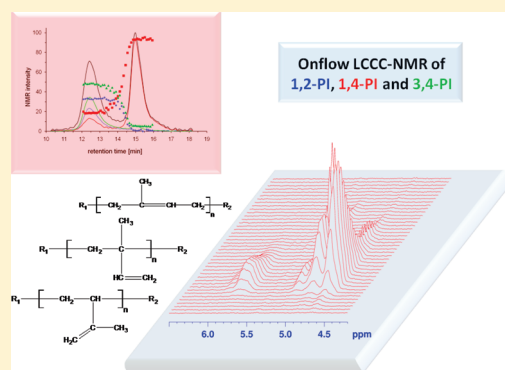 100
80
60
40
20
0
NMR intensity
10 11 12 13 14 15 16 17 18 19
retention time [min]
Onflow LCCC-NMR of
1,2-PI, 1,4-PI and 3,4-PI
CH₃
R₁ CH₂ CH₂ R₂
n
CH₃
R₁ CH₂ R₂
n
CH₂
R₁ CH₂ CH R₂
n
CH₃
H₂C
6.0 5.5 5.0 4.5 ppm